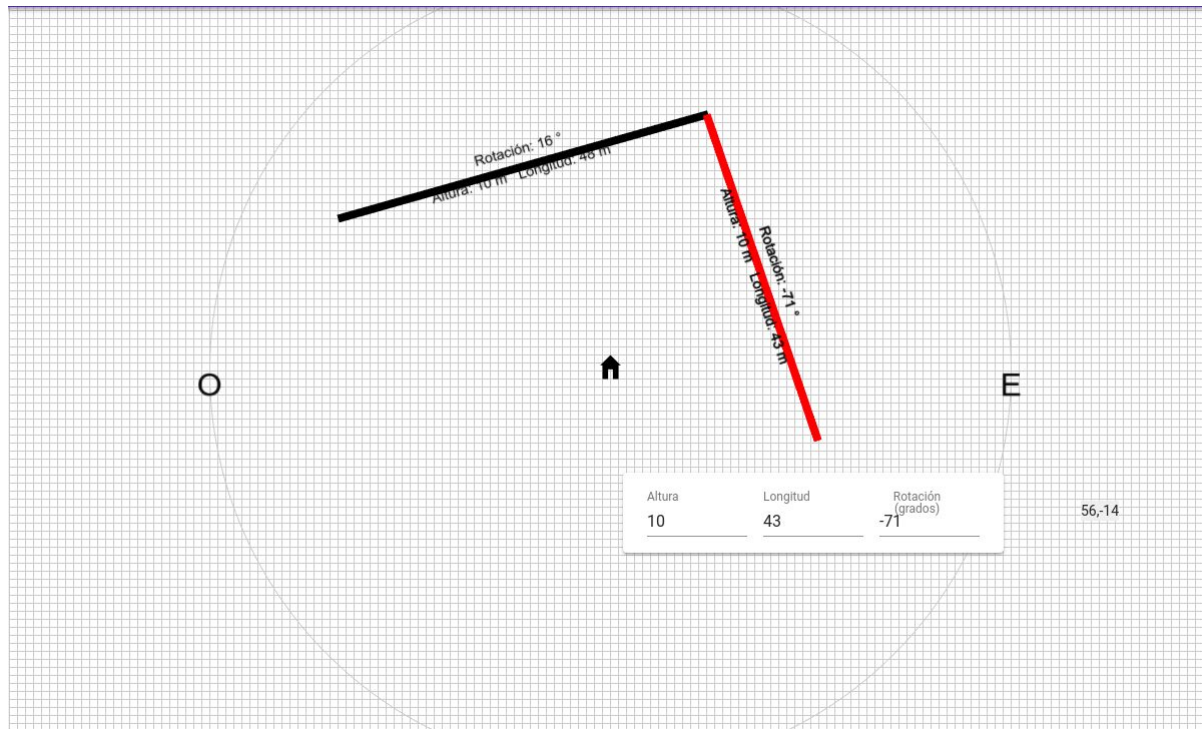 Rotación: 16 °
Altura: 10 m   Longitud: 48 m
Rotación: -71 °
Altura: 10 m   Longitud: 43 m
O
E
Altura
Longitud
Rotación
(grados)
10
43
-71
56,-14